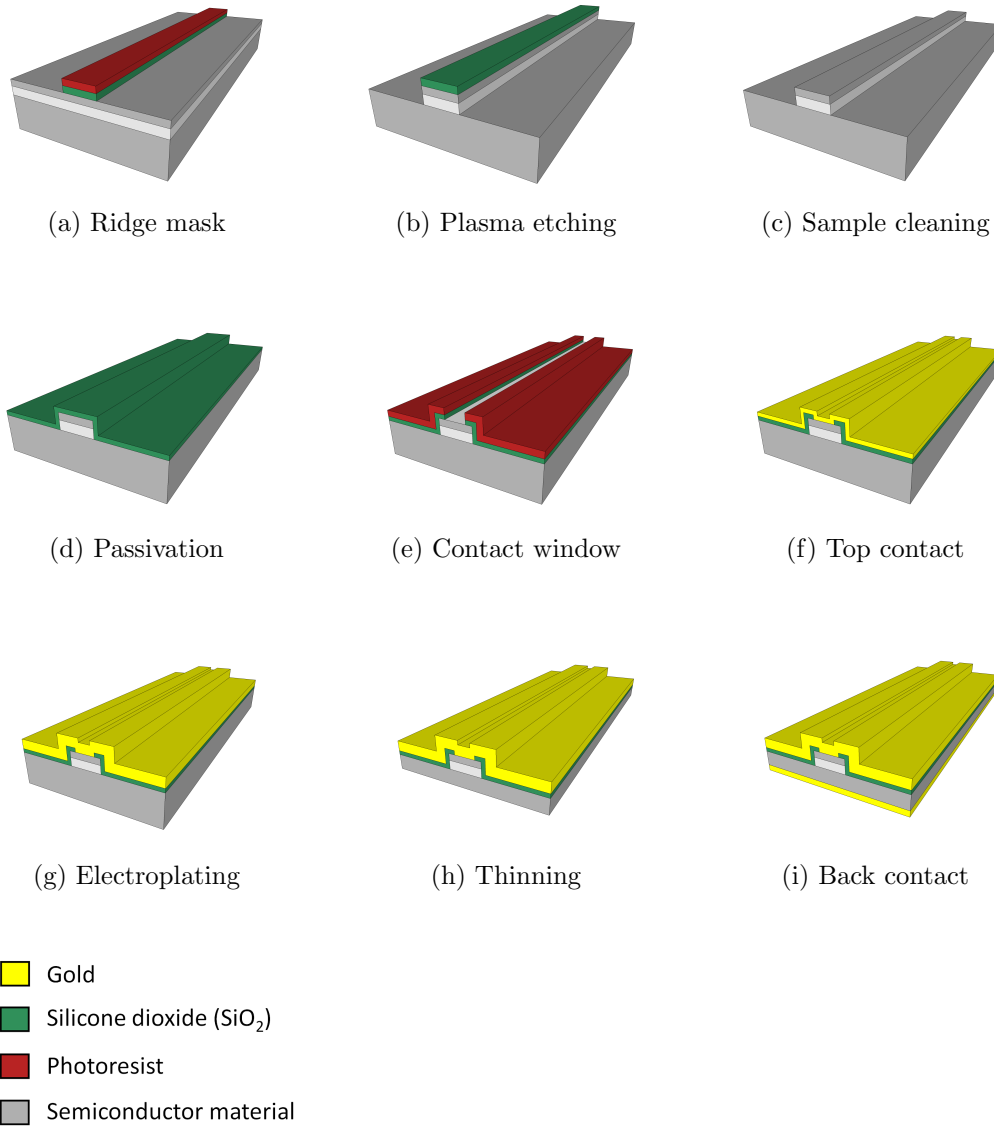 (a) Ridge mask
(b) Plasma etching
(c) Sample cleaning
(d) Passivation
(e) Contact window
(f) Top contact
(g) Electroplating
(h) Thinning
(i) Back contact
Gold
Silicone dioxide (SiO₂)
Photoresist
Semiconductor material